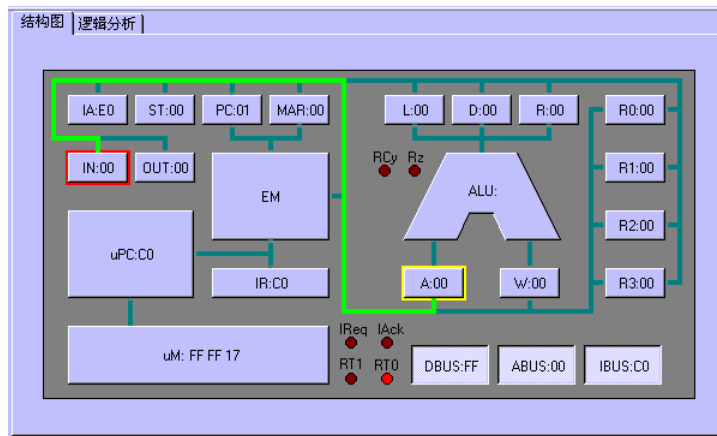 结构图 逻辑分析
IA:E0 ST:00 PC:01 MAR:00 L:00 D:00 R:00 R0:00
IN:00 OUT:00 EM RCy Rz ALU: R1:00
R2:00
uPC:C0 IR:C0 A:00 W:00 R3:00
IReq IAck
uM: FF FF 17 RT1 RT0 DBUS:FF ABUS:00 IBUS:C0